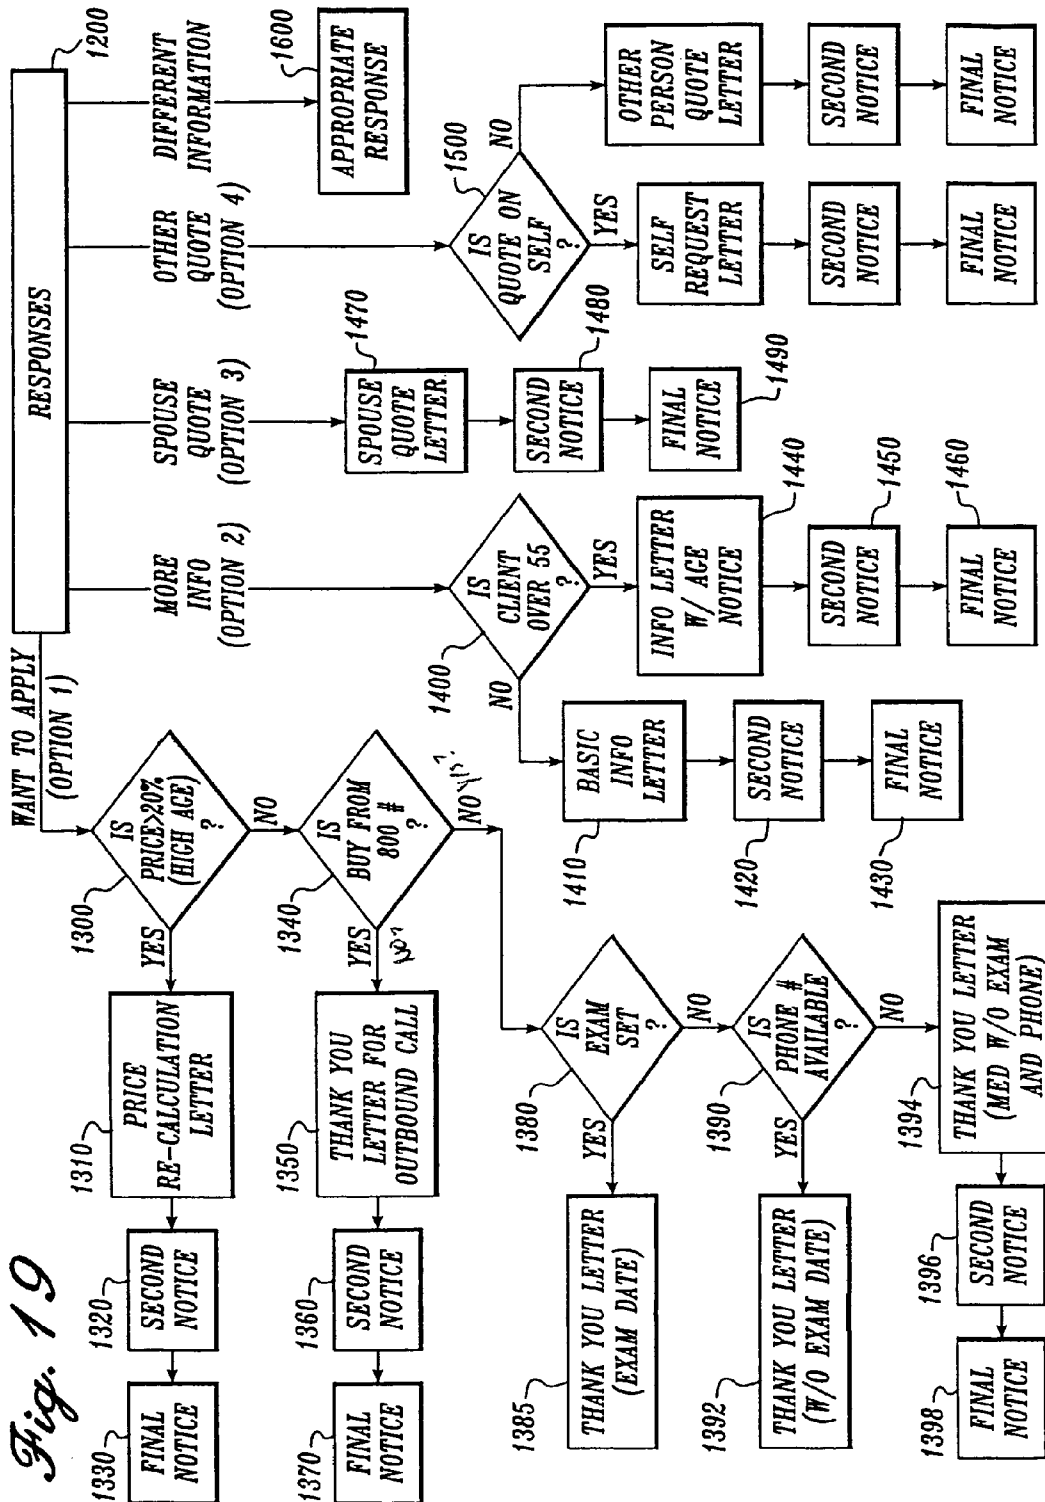 Fig. 19
RESPONSES
1200
WANT TO APPLY
(OPTION 1)
MORE
INFO
(OPTION 2)
SPOUSE
QUOTE
(OPTION 3)
OTHER
QUOTE
(OPTION 4)
DIFFERENT
INFORMATION
IS
PRICE>20%
(HIGH AGE)
?
1300
YES
NO
PRICE
RE-CALCULATION
LETTER
1310
SECOND
NOTICE
1320
FINAL
NOTICE
1330
IS
BUY FROM
800 #
?
1340
YES
NO
THANK YOU
LETTER FOR
OUTBOUND CALL
1350
SECOND
NOTICE
1360
FINAL
NOTICE
1370
IS
EXAM
SET
?
1380
YES
NO
THANK YOU LETTER
(EXAM DATE)
1385
IS
PHONE #
AVAILABLE
?
1390
YES
NO
THANK YOU LETTER
(W/O EXAM DATE)
1392
THANK YOU LETTER
(MED W/O EXAM
AND PHONE)
1394
SECOND
NOTICE
1396
FINAL
NOTICE
1398
IS
CLIENT
OVER 55
?
1400
NO
YES
BASIC
INFO
LETTER
1410
SECOND
NOTICE
1420
FINAL
NOTICE
1430
INFO LETTER
W/ AGE
NOTICE
1440
SECOND
NOTICE
1450
FINAL
NOTICE
1460
SPOUSE
QUOTE
LETTER
1470
SECOND
NOTICE
1480
FINAL
NOTICE
1490
IS
QUOTE ON
SELF
?
1500
YES
NO
SELF
REQUEST
LETTER
SECOND
NOTICE
FINAL
NOTICE
OTHER
PERSON
QUOTE
LETTER
SECOND
NOTICE
FINAL
NOTICE
APPROPRIATE
RESPONSE
1600